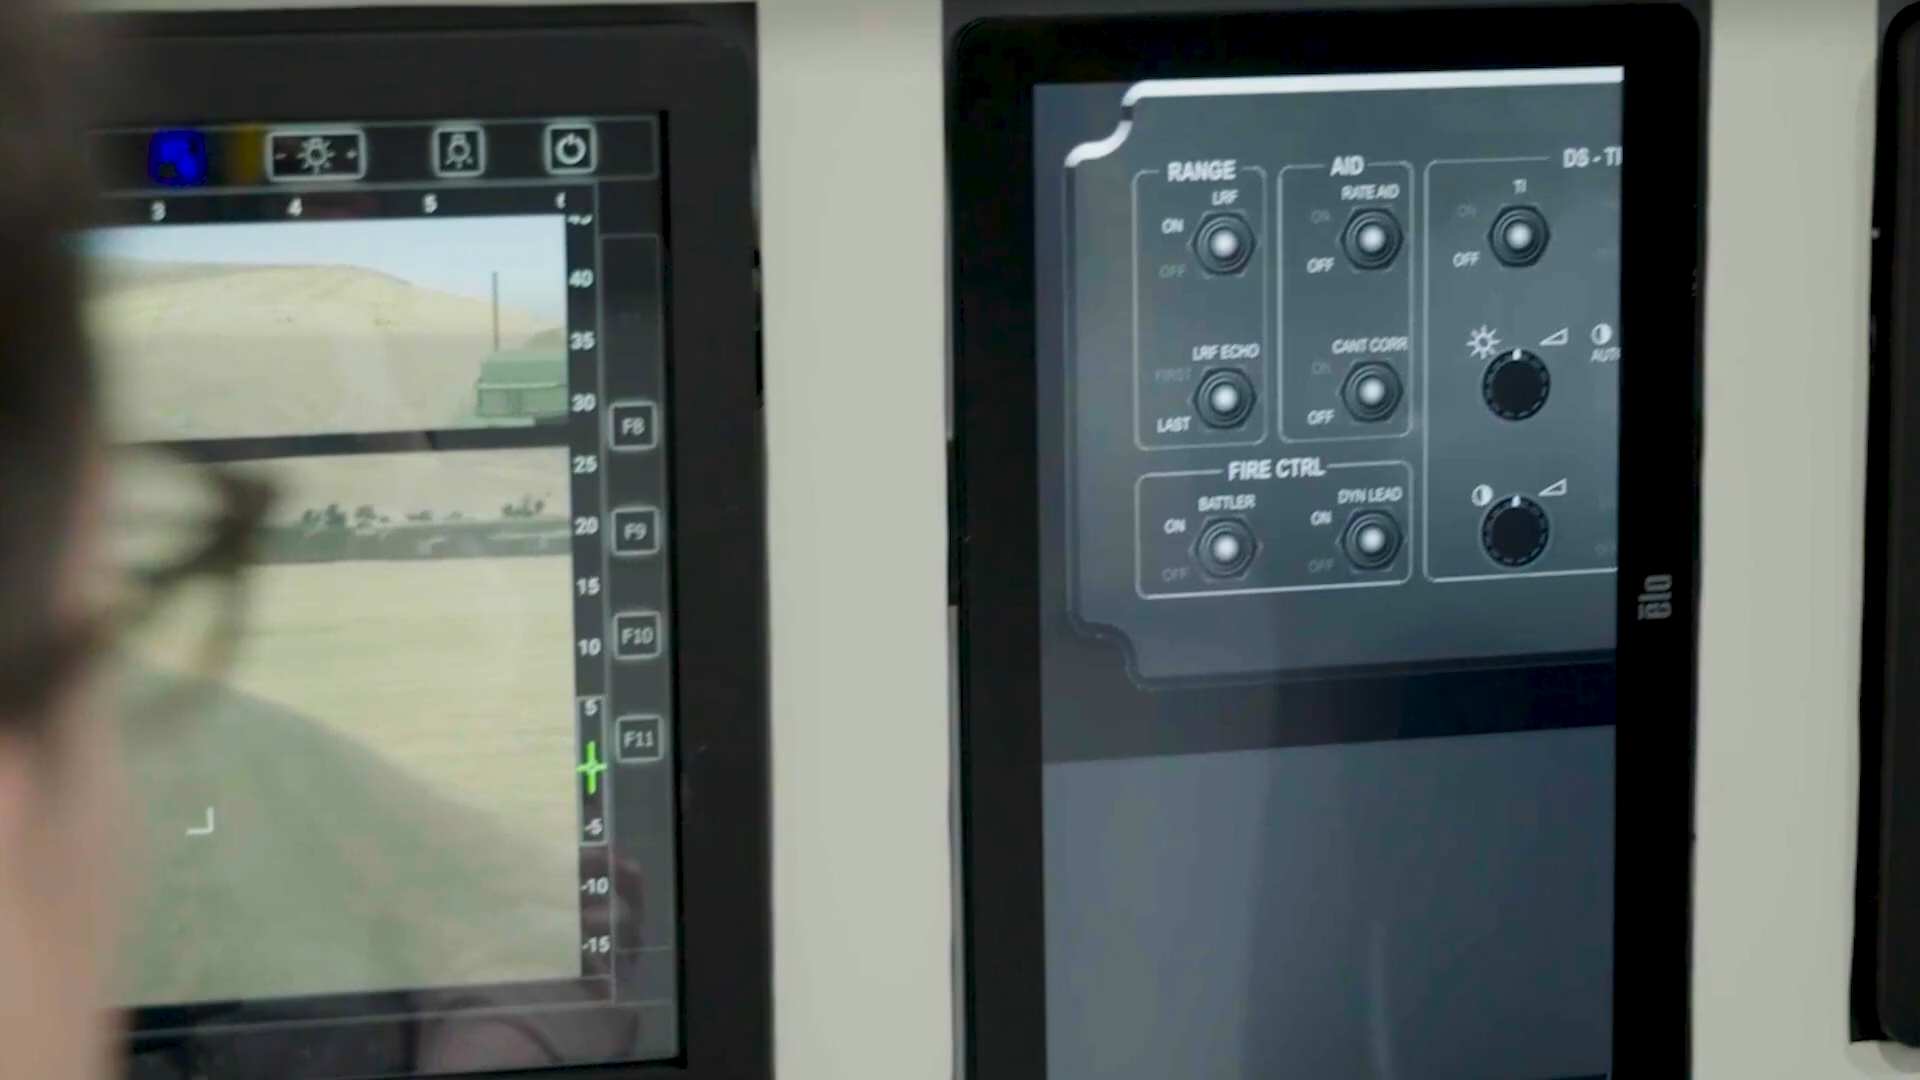 3 4 5
40
35
30
25
20
15
10
5
-5
-10
-15
F8
F9
F10
F11
RANGE
LRF
ON
OFF
LRF ECHO
FIRST
LAST
AID
RATE AID
ON
OFF
CANT CORR
ON
OFF
DS - TI
TI
ON
OFF
AUTO
FIRE CTRL
BATTLER
ON
OFF
DYN LEAD
ON
OFF
elo